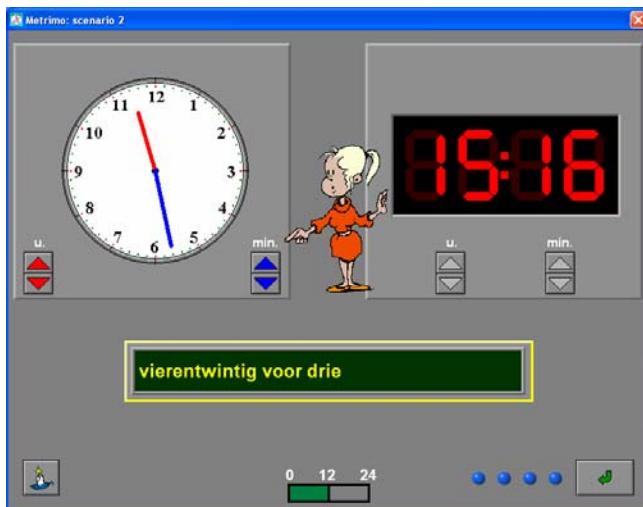 Metrimo: scenario 2
12
1
2
3
4
5
6
7
8
9
10
11
u.
min.
15:16
u.
min.
vierentwintig voor drie
0 12 24